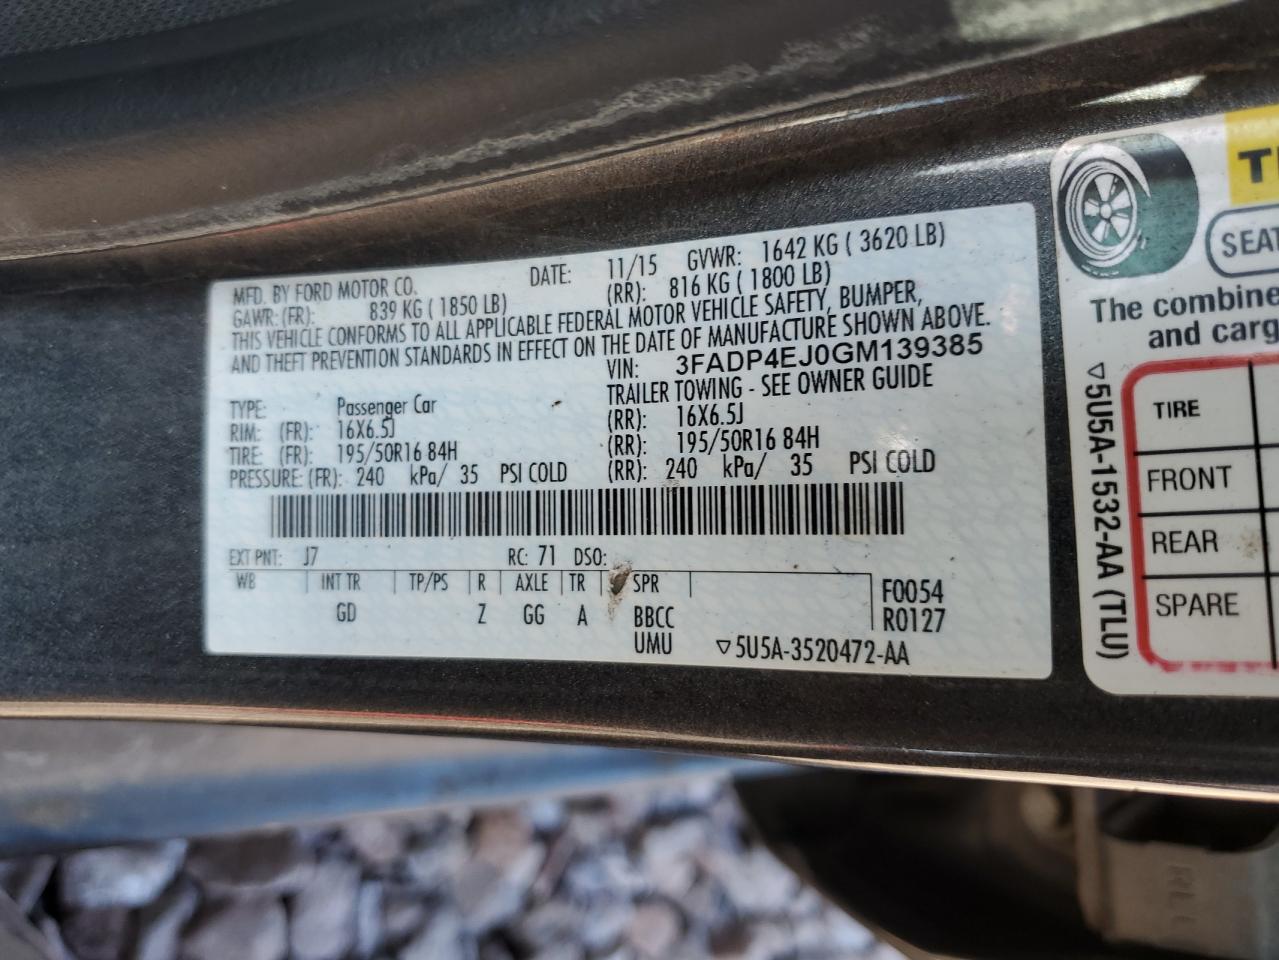 MFD. BY FORD MOTOR CO. DATE: 11/15 GVWR: 1642 KG ( 3620 LB)
GAWR: (FR): 839 KG ( 1850 LB) (RR): 816 KG ( 1800 LB)
THIS VEHICLE CONFORMS TO ALL APPLICABLE FEDERAL MOTOR VEHICLE SAFETY, BUMPER,
AND THEFT PREVENTION STANDARDS IN EFFECT ON THE DATE OF MANUFACTURE SHOWN ABOVE.
VIN: 3FADP4EJ0GM139385
TRAILER TOWING - SEE OWNER GUIDE
TYPE: Passenger Car
RIM: (FR): 16X6.5J (RR): 16X6.5J
TIRE: (FR): 195/50R16 84H (RR): 195/50R16 84H
PRESSURE: (FR): 240 kPa/ 35 PSI COLD (RR): 240 kPa/ 35 PSI COLD
EXT PNT: J7 RC: 71 DSO:
WB INT TR TP/PS R AXLE TR SPR F0054
GD Z GG A BBCC R0127
UMU ▽5U5A-3520472-AA
SEAT
The combine
and carg
▽5U5A-1532-AA (TLU)
TIRE
FRONT
REAR
SPARE